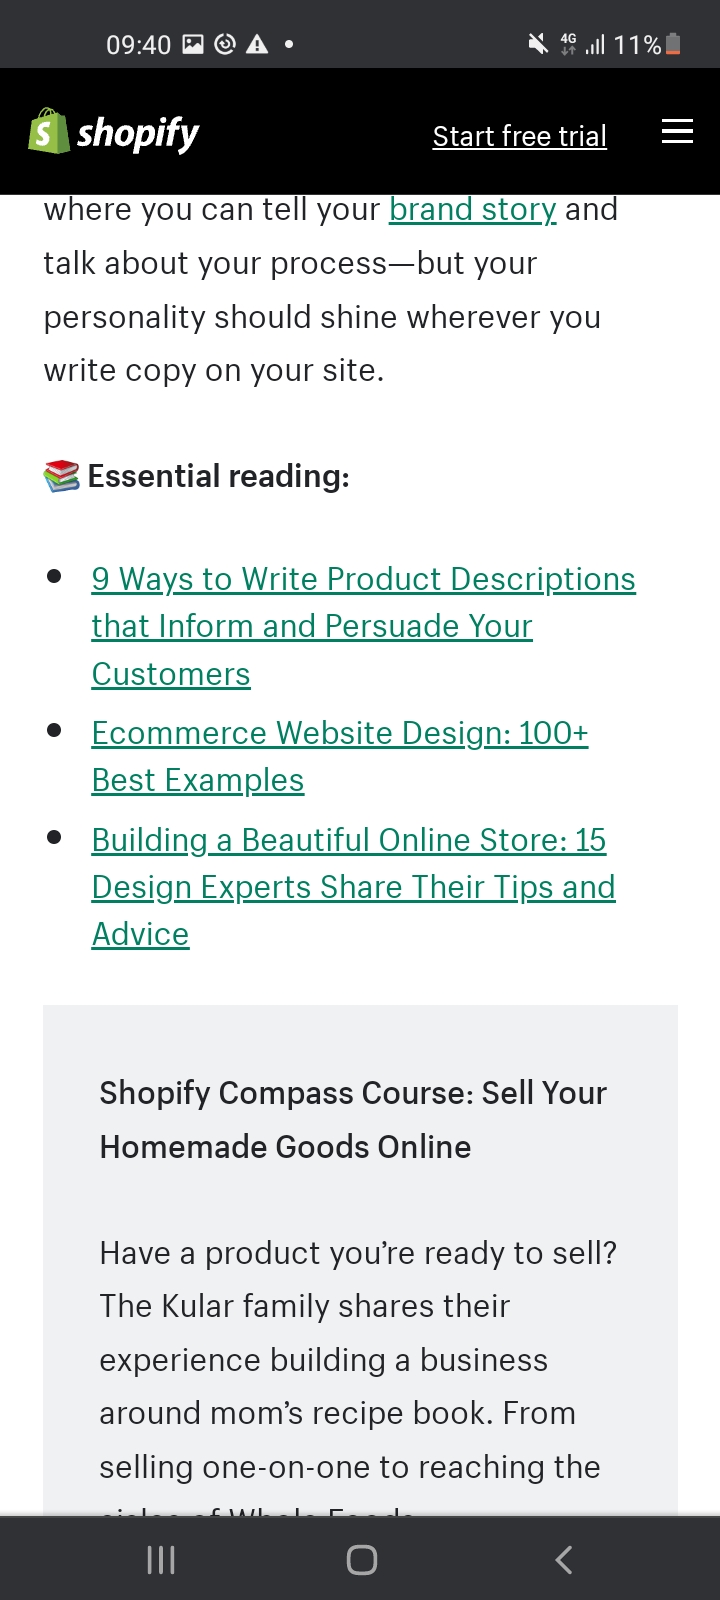 09:40
4G
11%
shopify
Start free trial
where you can tell your brand story and
talk about your process—but your
personality should shine wherever you
write copy on your site.
Essential reading:
9 Ways to Write Product Descriptions
that Inform and Persuade Your
Customers
Ecommerce Website Design: 100+
Best Examples
Building a Beautiful Online Store: 15
Design Experts Share Their Tips and
Advice
Shopify Compass Course: Sell Your
Homemade Goods Online
Have a product you’re ready to sell?
The Kular family shares their
experience building a business
around mom’s recipe book. From
selling one-on-one to reaching the
aisles of Whole Foods